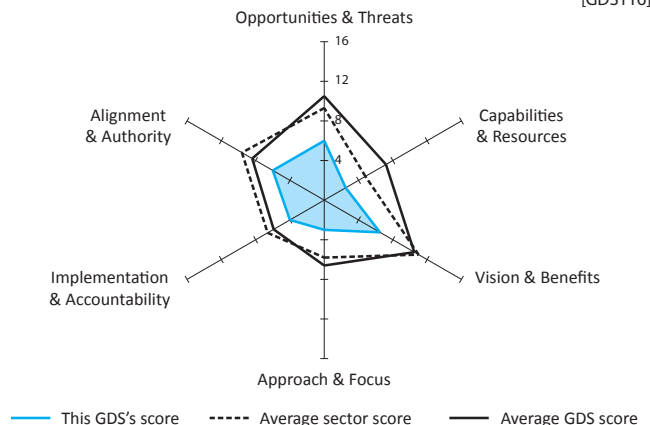 Opportunities & Threats
16
12
8
4
Alignment
& Authority
Capabilities
& Resources
Implementation
& Accountability
Vision & Benefits
Approach & Focus
This GDS's score
Average sector score
Average GDS score